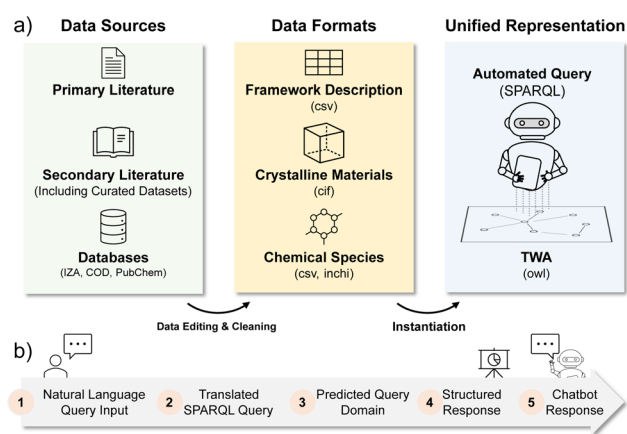 a)
Data Sources
Data Formats
Unified Representation
Primary Literature
Secondary Literature
(Including Curated Datasets)
Databases
(IZA, COD, PubChem)
Framework Description
(csv)
Crystalline Materials
(cif)
Chemical Species
(csv, inchi)
Automated Query
(SPARQL)
TWA
(owl)
Data Editing & Cleaning
Instantiation
b)
1 Natural Language
Query Input
2 Translated
SPARQL Query
3 Predicted Query
Domain
4 Structured
Response
5 Chatbot
Response